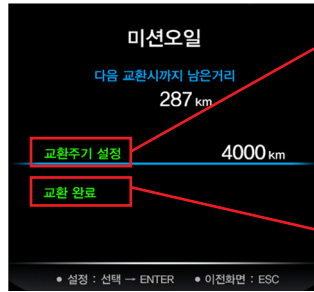 미션오일
다음 교환시까지 남은거리
287 km
교환주기 설정 4000 km
교환 완료
● 설정 : 선택 → ENTER ● 이전화면 : ESC